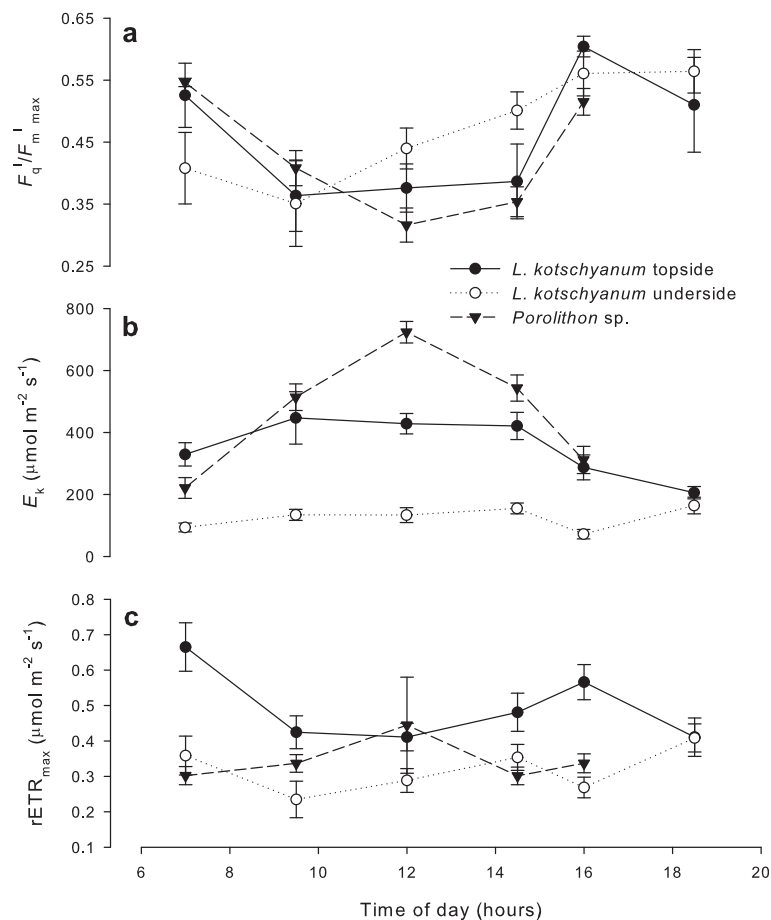 a
0.65
0.55
0.45
0.35
0.25
F_q^I/F_m^I max
L. kotschyanum topside
L. kotschyanum underside
Porolithon sp.
b
800
600
400
200
0
E_k (μmol m⁻² s⁻¹)
c
0.8
0.7
0.6
0.5
0.4
0.3
0.2
0.1
rETR_max (μmol m⁻² s⁻¹)
6 8 10 12 14 16 18 20
Time of day (hours)